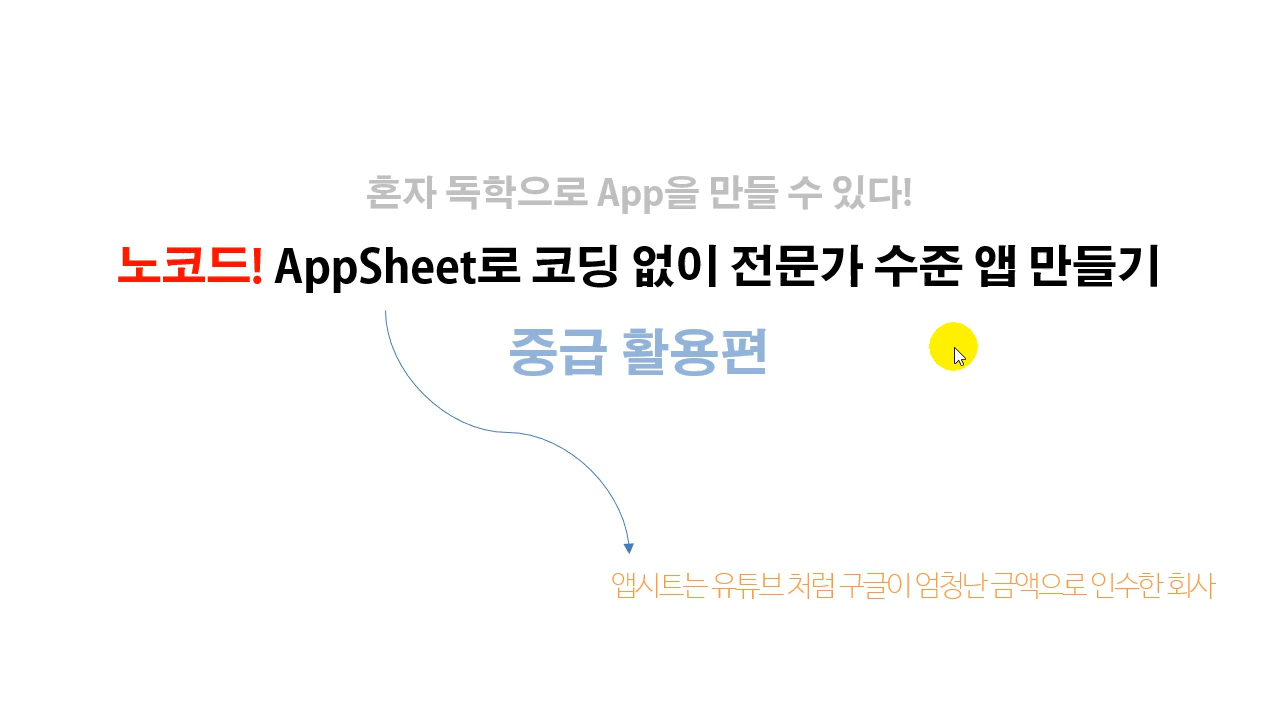 혼자 독학으로 App을 만들 수 있다!
노코드! AppSheet로 코딩 없이 전문가 수준 앱 만들기
중급 활용편
앱시트는 유튜브 처럼 구글이 엄청난 금액으로 인수한 회사